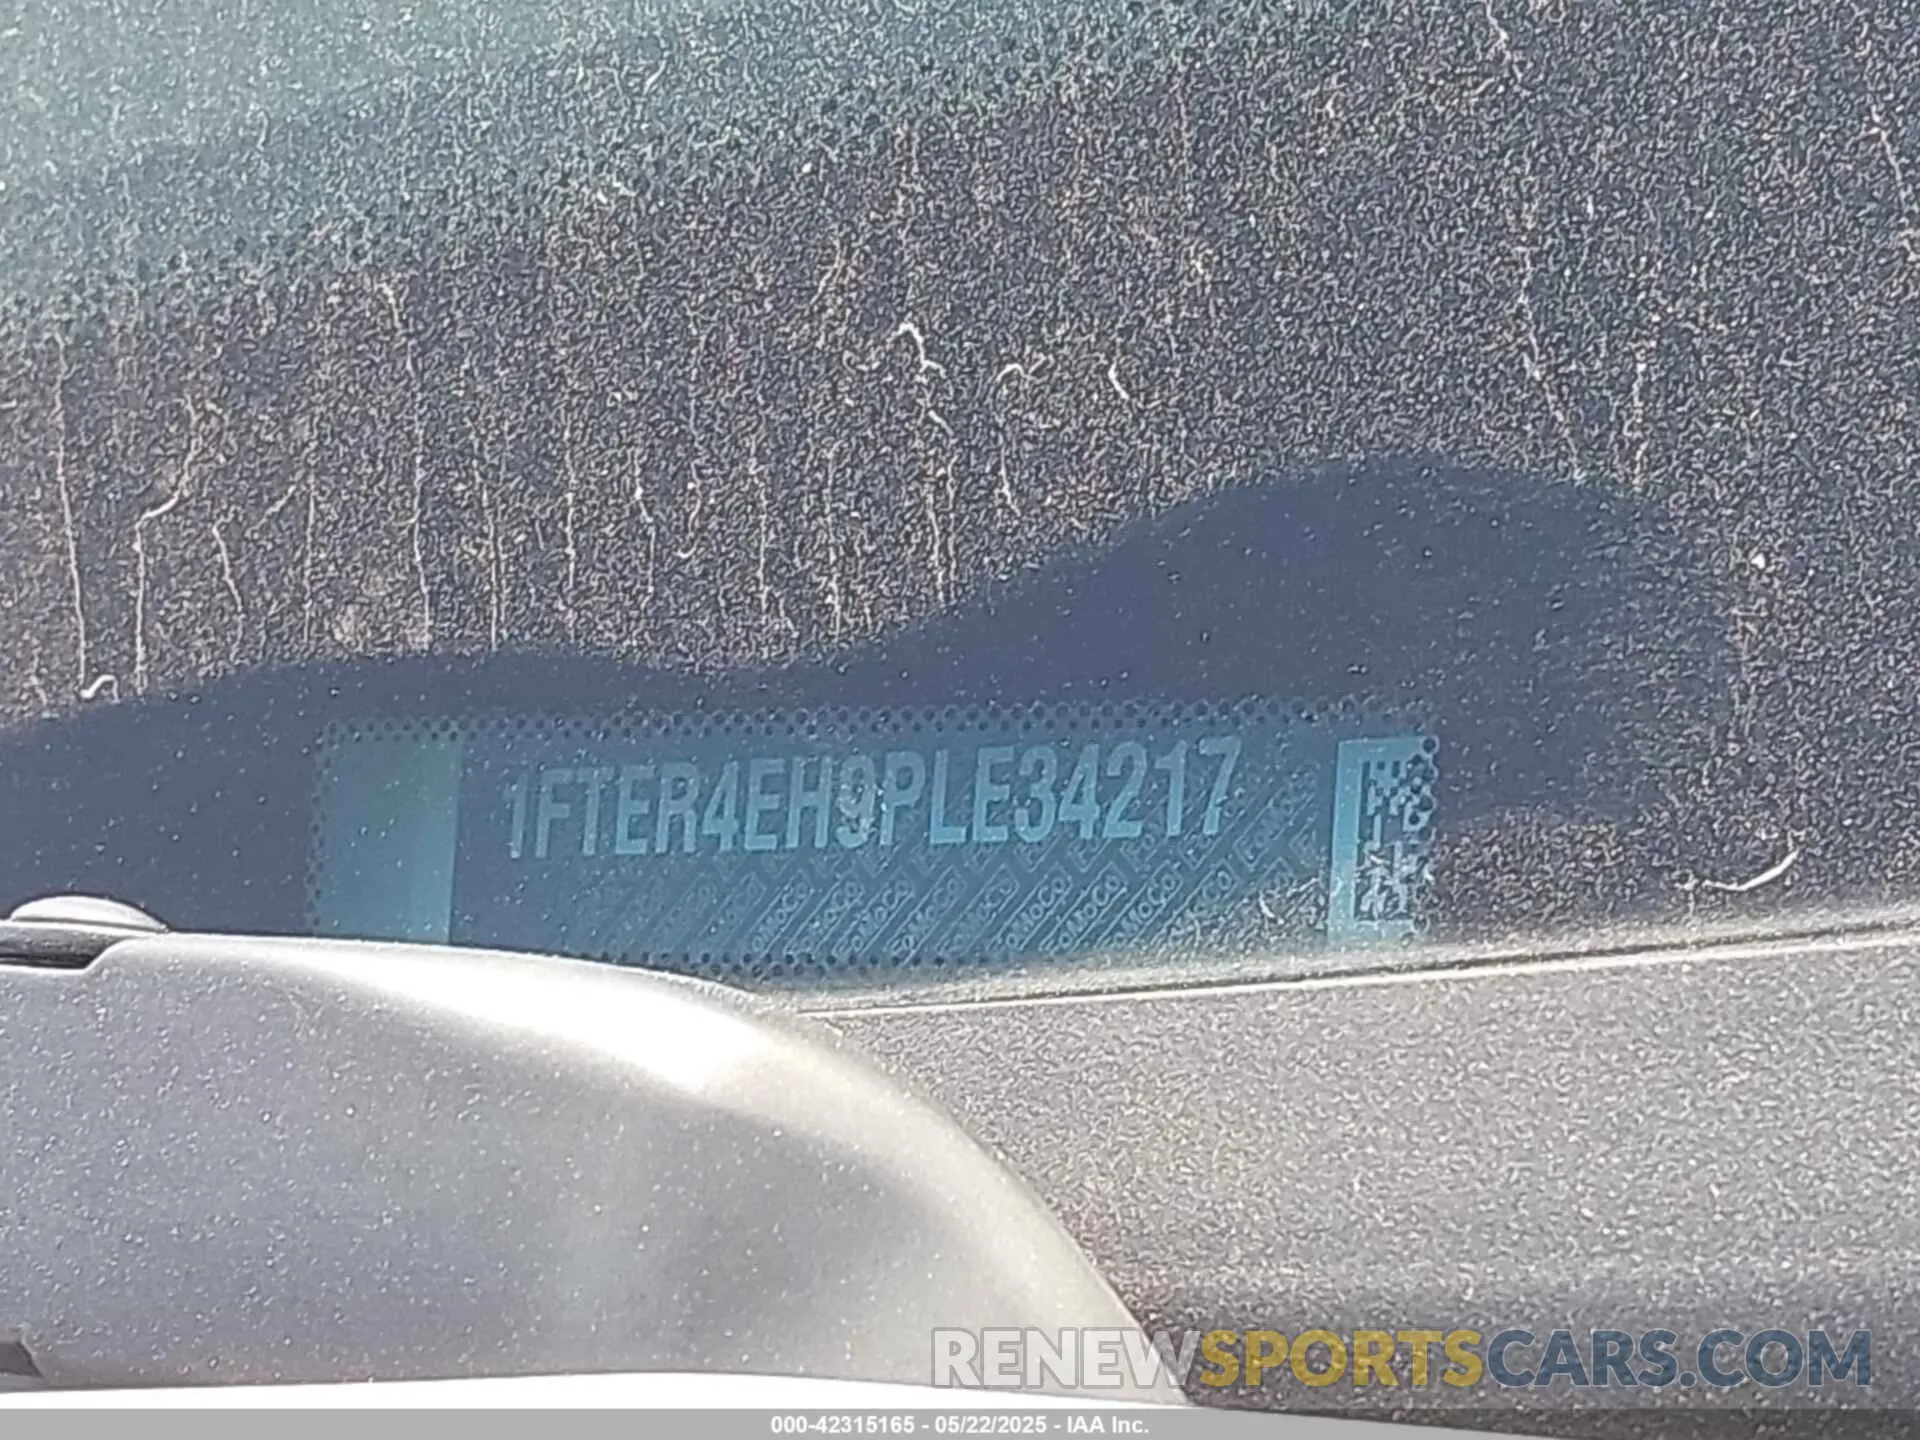 1FTER4EH9PLE34217
RENEWSPORTSCARS.COM
000-42315165 - 05/22/2025 - IAA Inc.